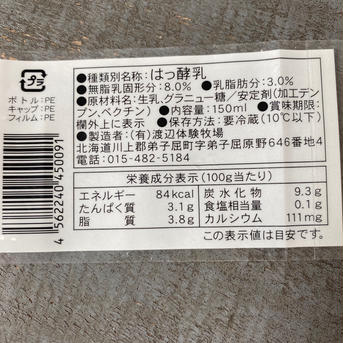 ●種類別名称:はっ酵乳
●無脂乳固形分:8.0% ●乳脂肪分:3.0%
●原材料名:生乳、グラニュー糖/安定剤(加工デン
プン、ペクチン) ●内容量:150ml ●賞味期限:
欄外上に表示 ●保存方法:要冷蔵(10℃以下)
●製造者:(有)渡辺体験牧場
北海道川上郡弟子屈町字弟子屈原野646番地4
電話:015-482-5184
プラ
ボトル:PE
キャップ:PE
フィルム:PE
4 562240 450091
栄養成分表示(100g当たり)
エネルギー 84kcal 炭水化物 9.3g
たんぱく質 3.1g 食塩相当量 0.1g
脂質 3.8g カルシウム 111mg
この表示値は目安です。